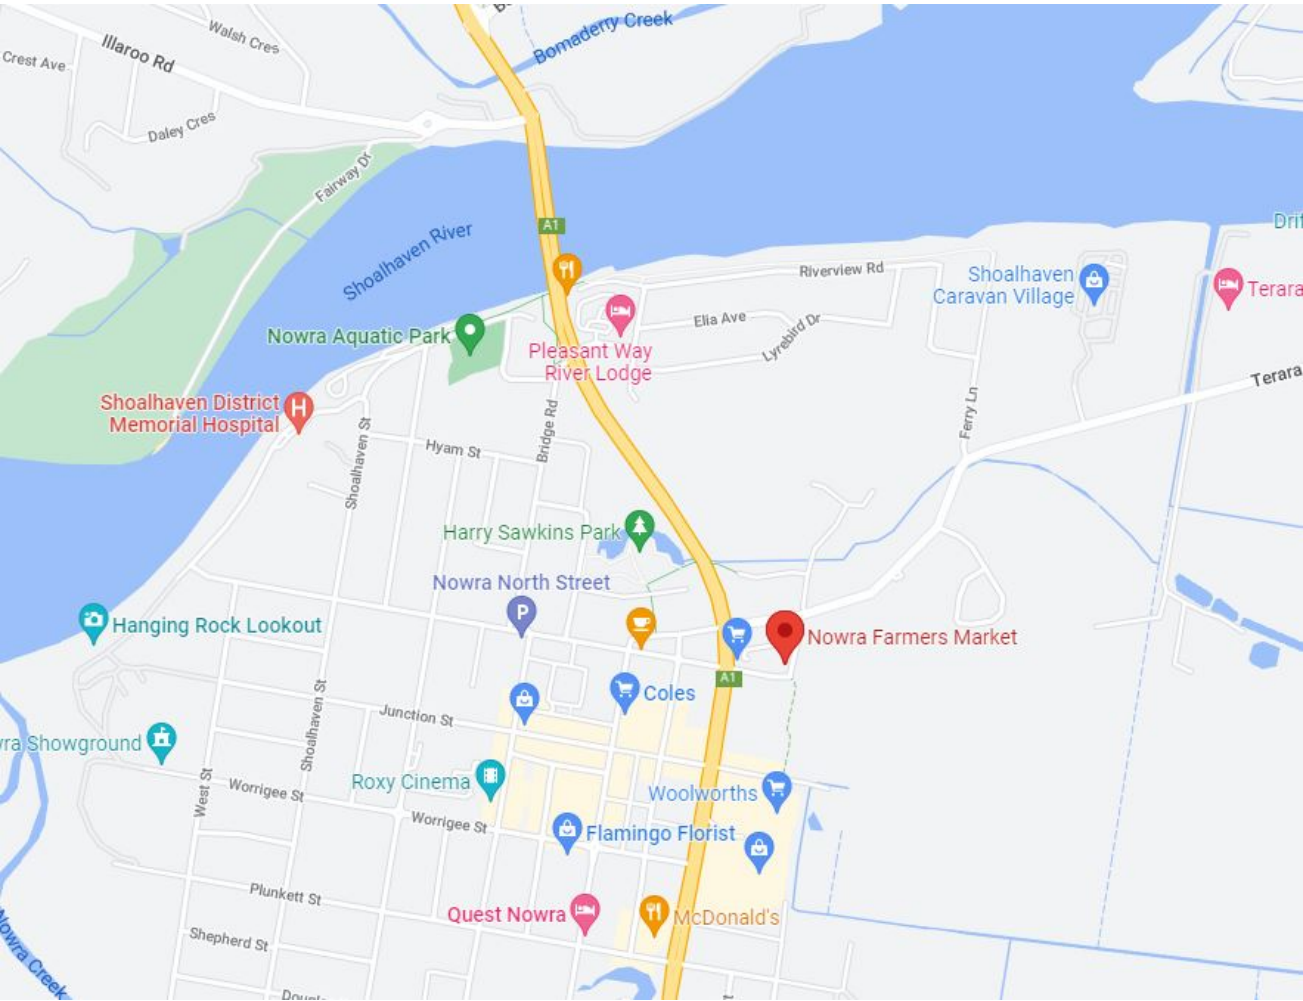 Walsh Cres
Bomaderry Creek
Illaroo Rd
Crest Ave
Daley Cres
Fairway Dr
A1
Shoalhaven River
Riverview Rd
Shoalhaven
Caravan Village
Terara
Elia Ave
Lyrebird Dr
Nowra Aquatic Park
Pleasant Way
River Lodge
Terara
Shoalhaven District
Memorial Hospital
H
Ferry Ln
Bridge Rd
Shoalhaven St
Hyam St
Harry Sawkins Park
Nowra North Street
P
Hanging Rock Lookout
Nowra Farmers Market
A1
Coles
Junction St
Shoalhaven St
Showground
Roxy Cinema
West St
Worrigee St
Woolworths
Worrigee St
Flamingo Florist
Plunkett St
Quest Nowra
McDonald's
Shepherd St
Nowra Creek